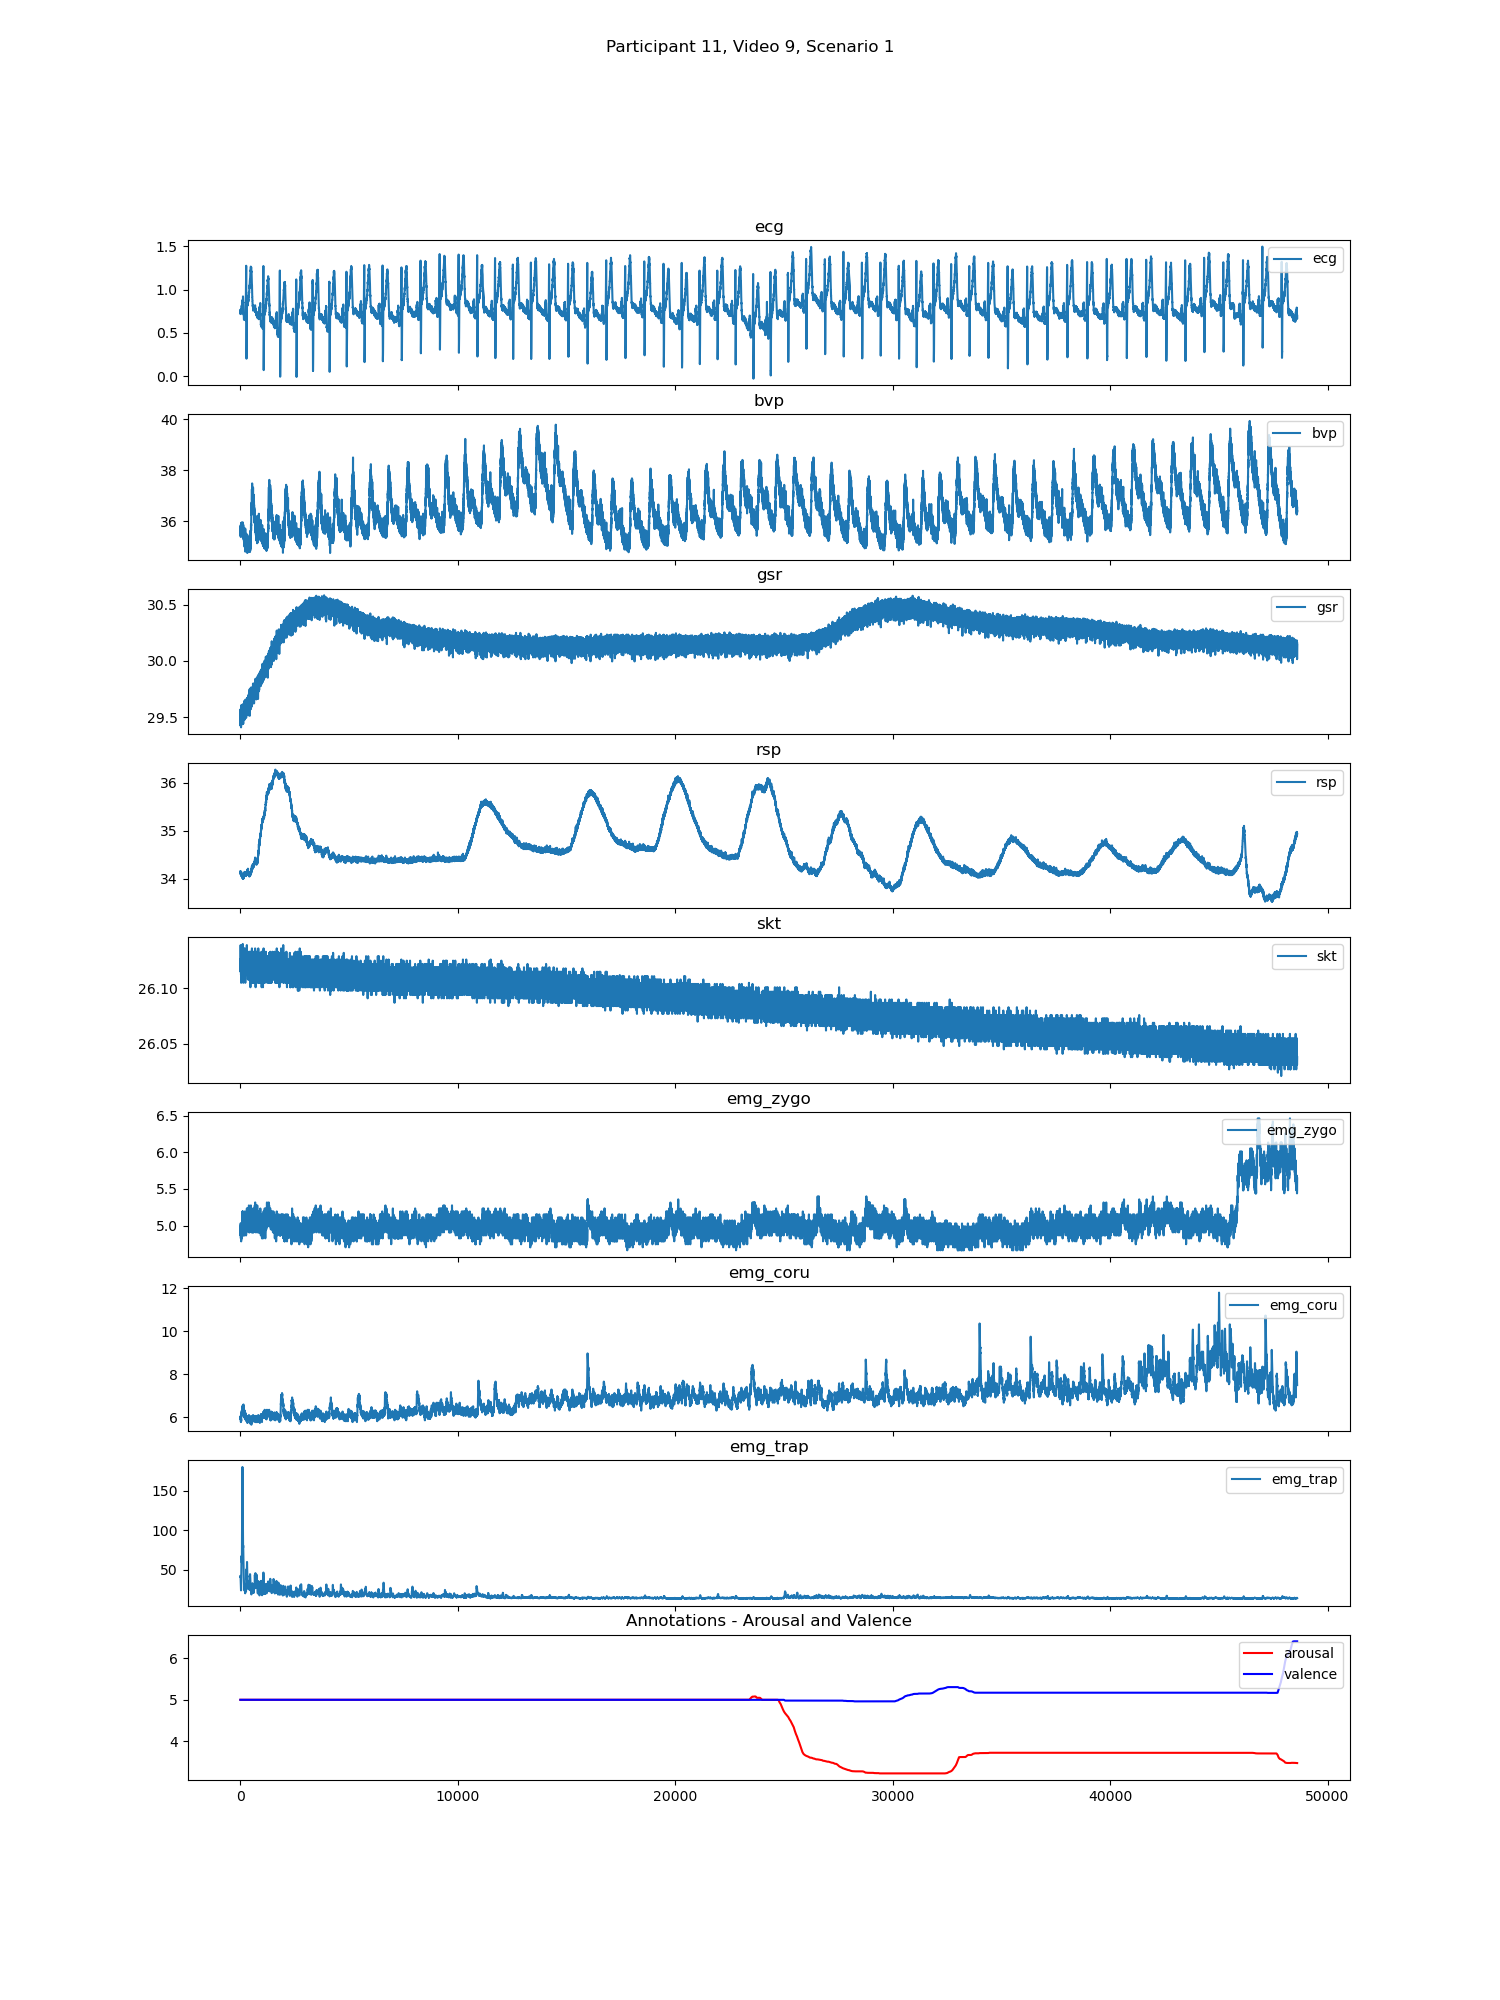 Participant 11, Video 9, Scenario 1
ecg
1.5
1.0
0.5
0.0
ecg
bvp
40
38
36
bvp
gsr
30.5
30.0
29.5
gsr
rsp
36
35
34
rsp
skt
26.10
26.05
skt
emg_zygo
6.5
6.0
5.5
5.0
emg_zygo
emg_coru
12
10
8
6
emg_coru
emg_trap
150
100
50
emg_trap
Annotations - Arousal and Valence
6
5
4
arousal
valence
0 10000 20000 30000 40000 50000